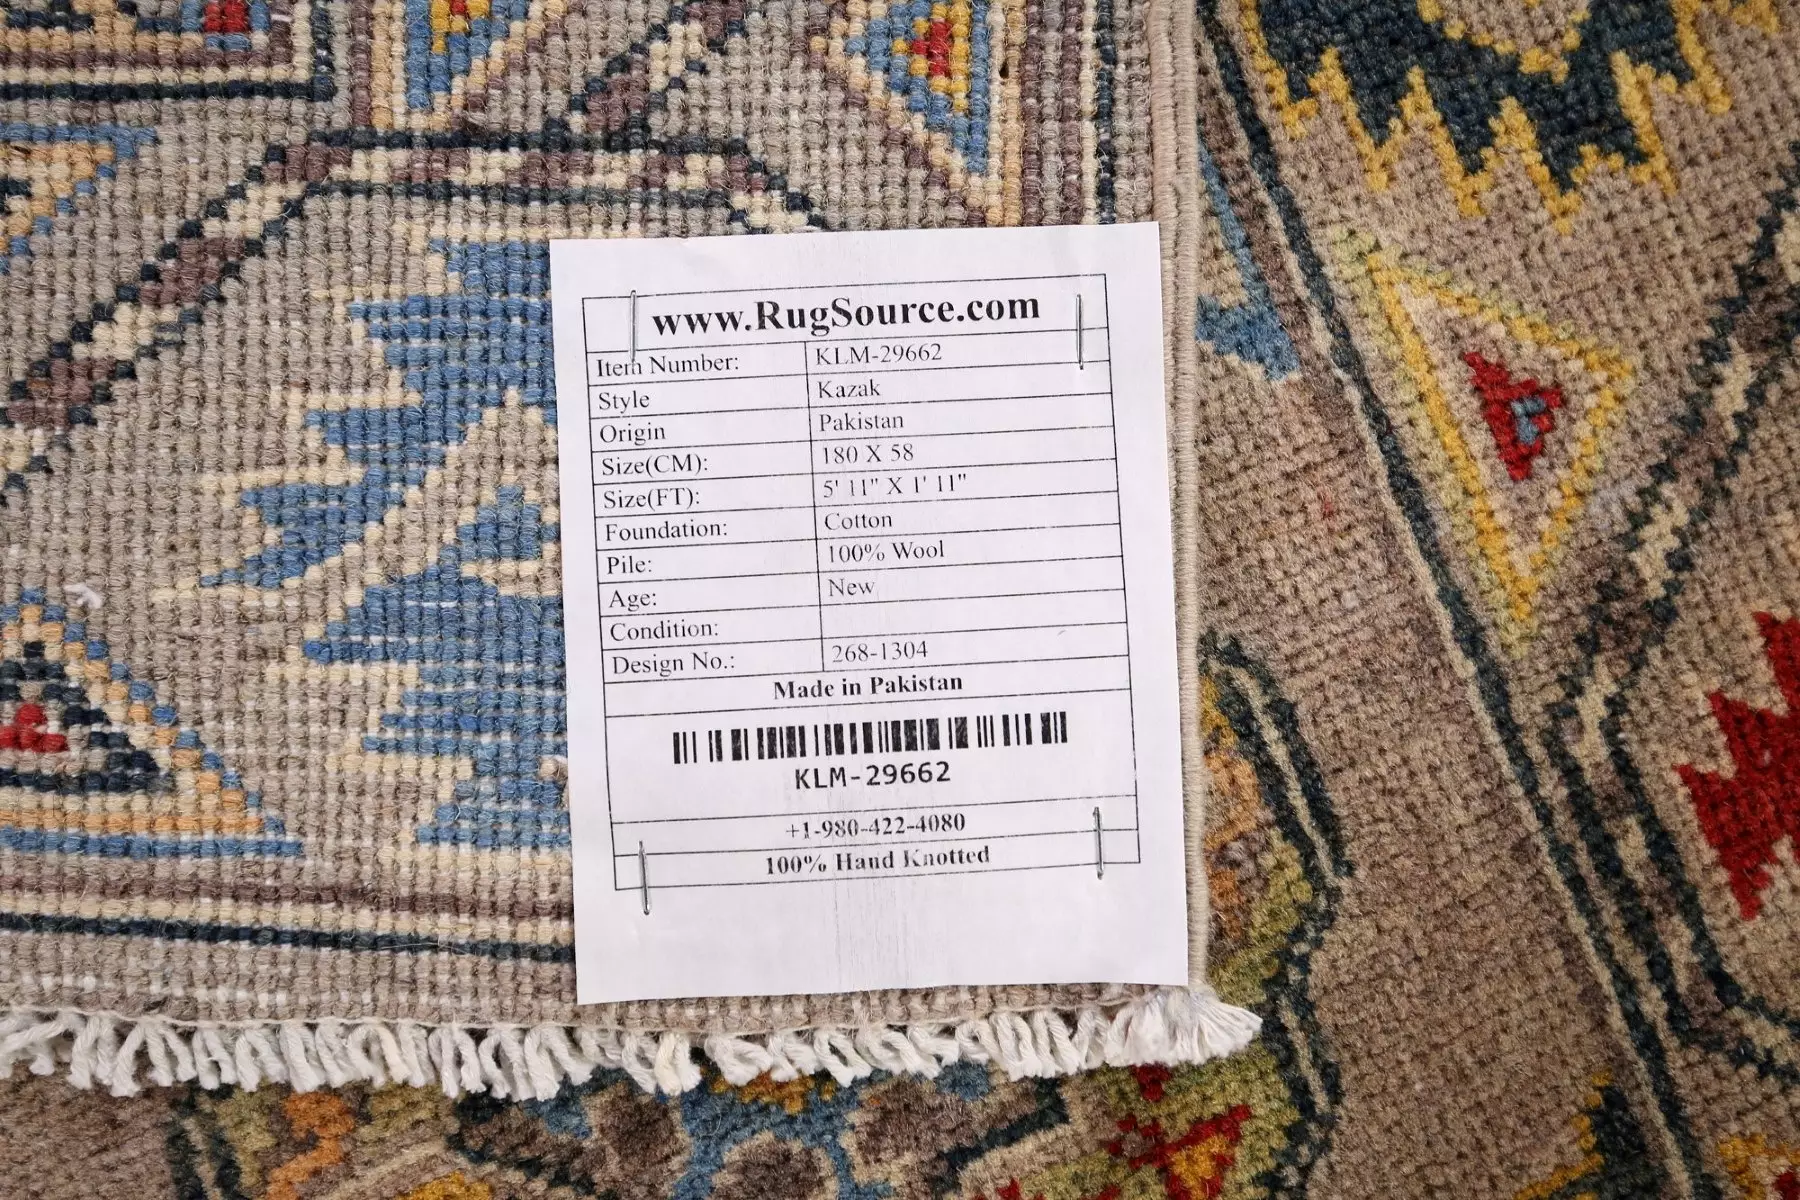 www.RugSource.com
Item Number: KLM-29662
Style Kazak
Origin Pakistan
Size(CM): 180 X 58
Size(FT): 5' 11" X 1' 11"
Foundation: Cotton
Pile: 100% Wool
Age: New
Condition:
Design No.: 268-1304
Made in Pakistan
KLM-29662
+1-980-422-4080
100% Hand Knotted